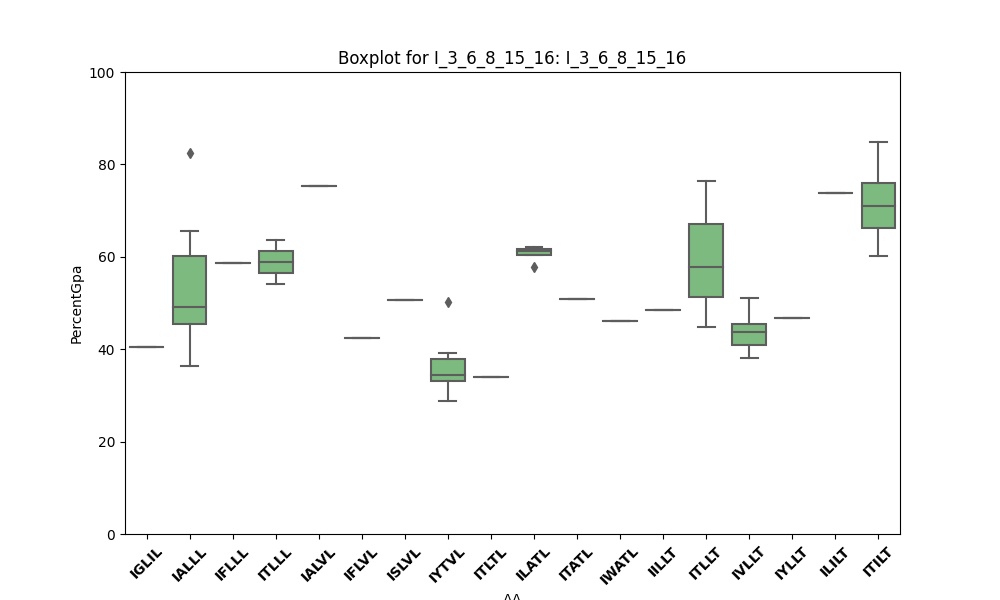 Boxplot for I_3_6_8_15_16: I_3_6_8_15_16
100
80
60
40
20
0
PercentGpa
IGLIL IALLL IFLLL ITLLL IALVL IFLVL ISLVL IYTVL ITLTL ILATL ITATL IWATL IILLT ITLLT IVLLT IYLLT ILILT ITILT
AA